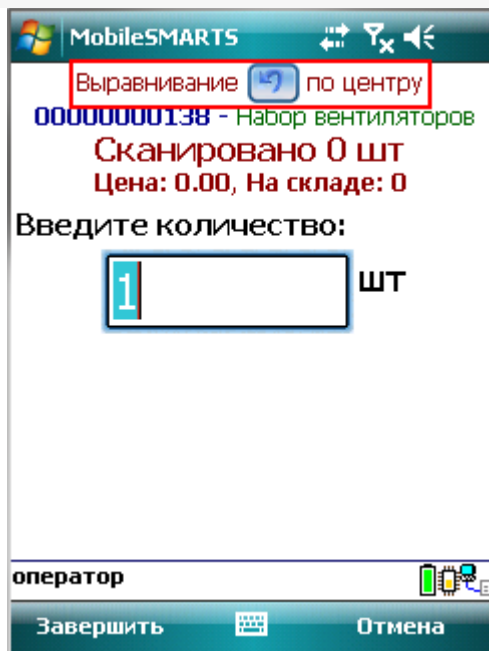 MobileSMARTS
Выравнивание по центру
00000000138 - Набор вентиляторов
Сканировано 0 шт
Цена: 0.00, На складе: 0
Введите количество:
1 шт
оператор
Завершить Отмена